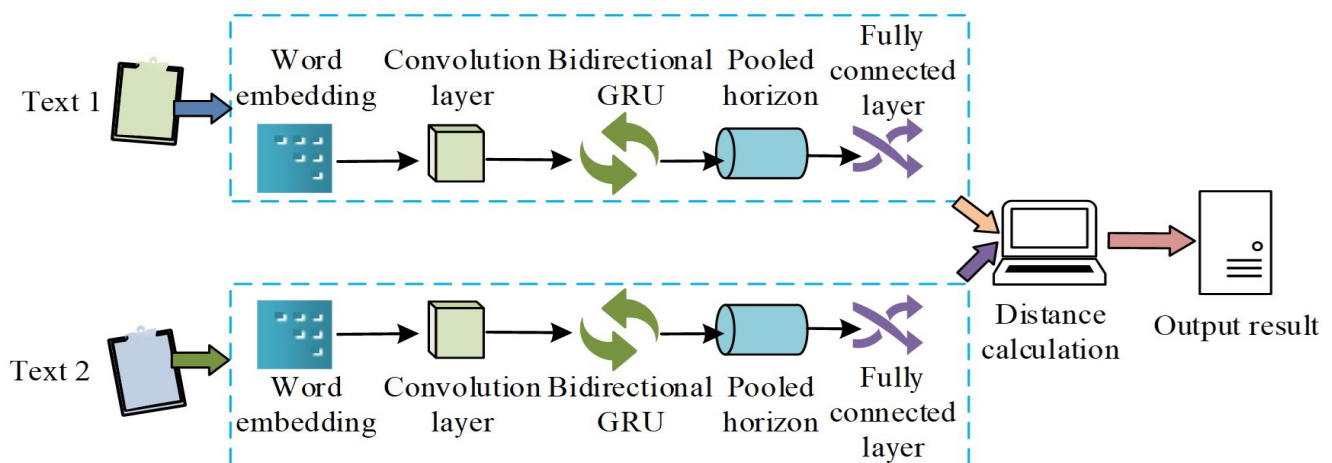 Text 1
Word
embedding
Convolution
layer
Bidirectional
GRU
Pooled
horizon
Fully
connected
layer
Text 2
Word
embedding
Convolution
layer
Bidirectional
GRU
Pooled
horizon
Fully
connected
layer
Distance
calculation
Output result